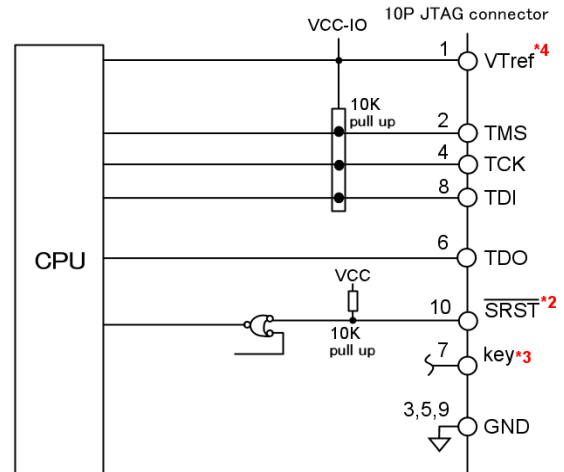 10P JTAG connector
VCC-IO
1 VTref*4
10K
pull up
2 TMS
4 TCK
8 TDI
6 TDO
CPU
VCC
10 SRST*2
10K
pull up
7 key*3
3,5,9 GND